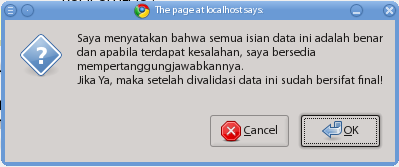 The page at localhost says:
Saya menyatakan bahwa semua isian data ini adalah benar
dan apabila terdapat kesalahan, saya bersedia
mempertanggungjawabkannya.
Jika Ya, maka setelah divalidasi data ini sudah bersifat final!
Cancel
OK